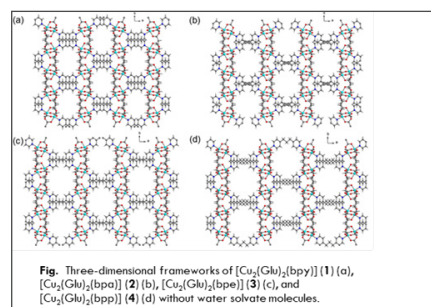 (a)
(b)
(c)
(d)
Fig. Three-dimensional frameworks of [Cu₂(Glu)₂(bpy)] (1) (a),
[Cu₂(Glu)₂(bpa)] (2) (b), [Cu₂(Glu)₂(bpe)] (3) (c), and
[Cu₂(Glu)₂(bpp)] (4) (d) without water solvate molecules.